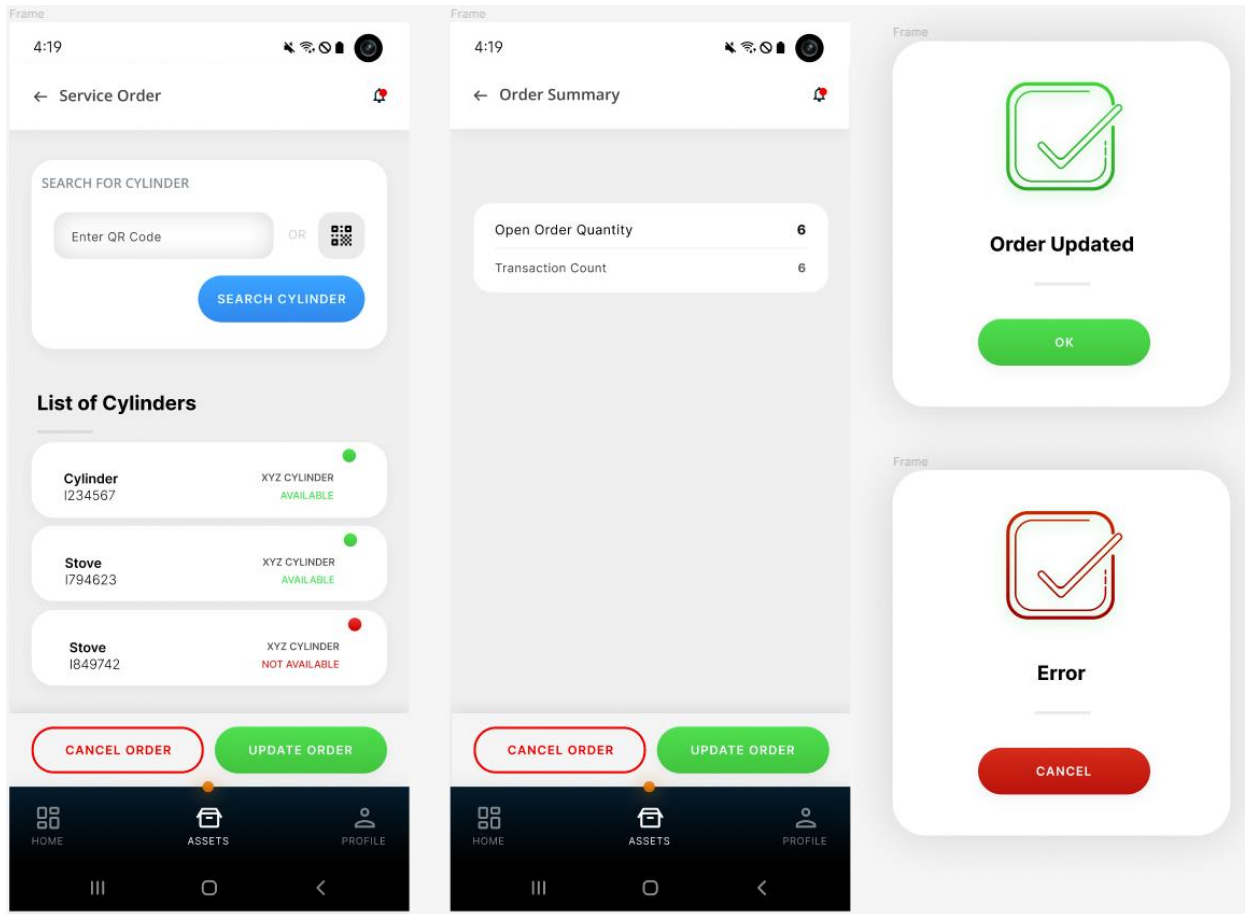 Frame
4:19
← Service Order
SEARCH FOR CYLINDER
Enter QR Code
OR
SEARCH CYLINDER
List of Cylinders
Cylinder
I234567
XYZ CYLINDER
AVAILABLE
Stove
I794623
XYZ CYLINDER
AVAILABLE
Stove
I849742
XYZ CYLINDER
NOT AVAILABLE
CANCEL ORDER
UPDATE ORDER
HOME
ASSETS
PROFILE
Frame
4:19
← Order Summary
Open Order Quantity 6
Transaction Count 6
CANCEL ORDER
UPDATE ORDER
HOME
ASSETS
PROFILE
Frame
Order Updated
OK
Frame
Error
CANCEL